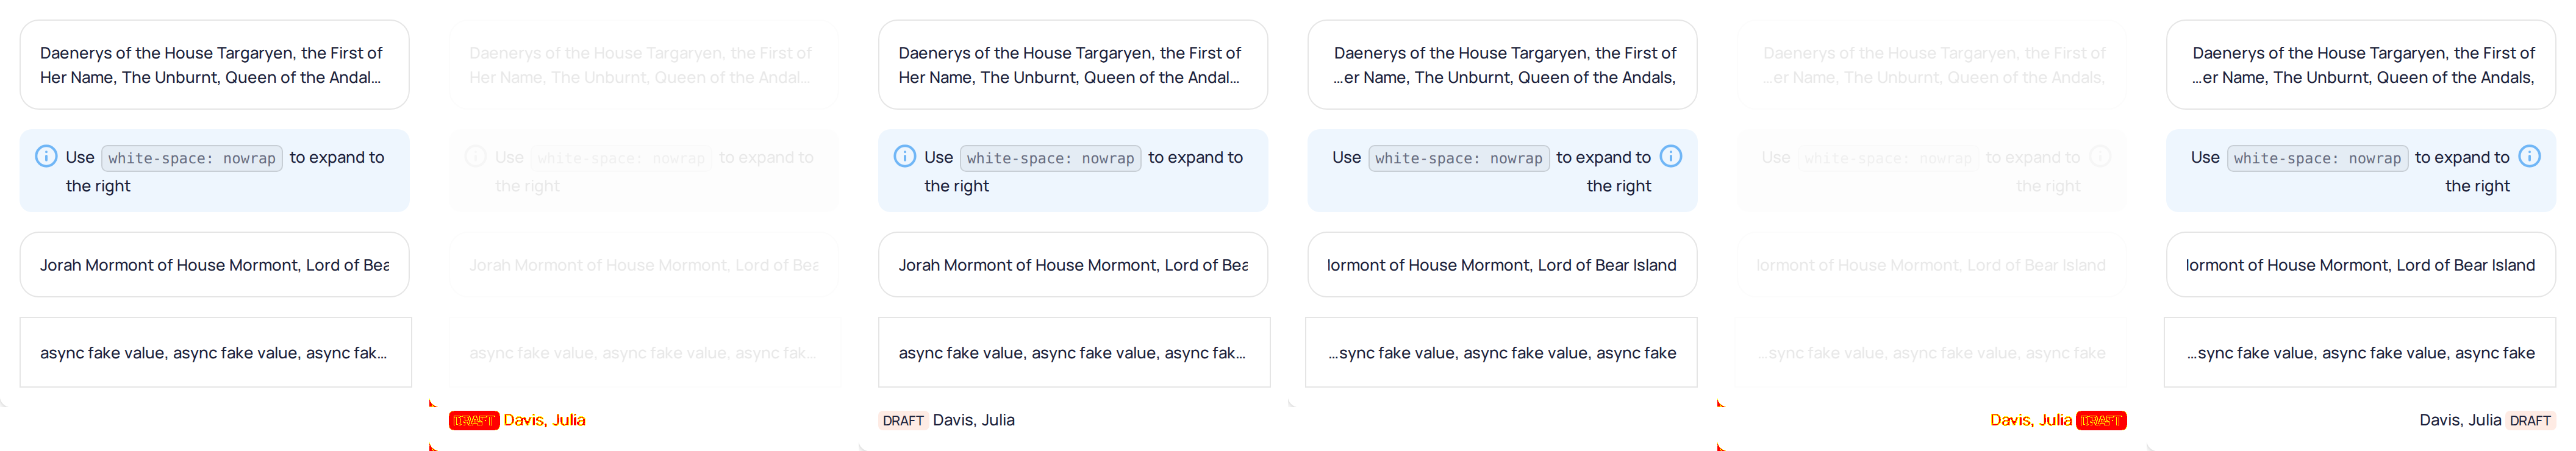 Daenerys of the House Targaryen, the First of
Her Name, The Unburnt, Queen of the Andal...
Use white-space: nowrap to expand to
the right
Jorah Mormont of House Mormont, Lord of Bea
async fake value, async fake value, async fak...
Daenerys of the House Targaryen, the First of
Her Name, The Unburnt, Queen of the Andal...
Use white-space: nowrap to expand to
the right
Jorah Mormont of House Mormont, Lord of Bea
async fake value, async fake value, async fak...
DRAFT Davis, Julia
Daenerys of the House Targaryen, the First of
Her Name, The Unburnt, Queen of the Andal...
Use white-space: nowrap to expand to
the right
Jorah Mormont of House Mormont, Lord of Bea
async fake value, async fake value, async fak...
DRAFT Davis, Julia
Daenerys of the House Targaryen, the First of
...er Name, The Unburnt, Queen of the Andals,
Use white-space: nowrap to expand to
the right
lormont of House Mormont, Lord of Bear Island
...sync fake value, async fake value, async fake
Daenerys of the House Targaryen, the First of
...er Name, The Unburnt, Queen of the Andals,
Use white-space: nowrap to expand to
the right
lormont of House Mormont, Lord of Bear Island
...sync fake value, async fake value, async fake
Davis, Julia DRAFT
Daenerys of the House Targaryen, the First of
...er Name, The Unburnt, Queen of the Andals,
Use white-space: nowrap to expand to
the right
lormont of House Mormont, Lord of Bear Island
...sync fake value, async fake value, async fake
Davis, Julia DRAFT